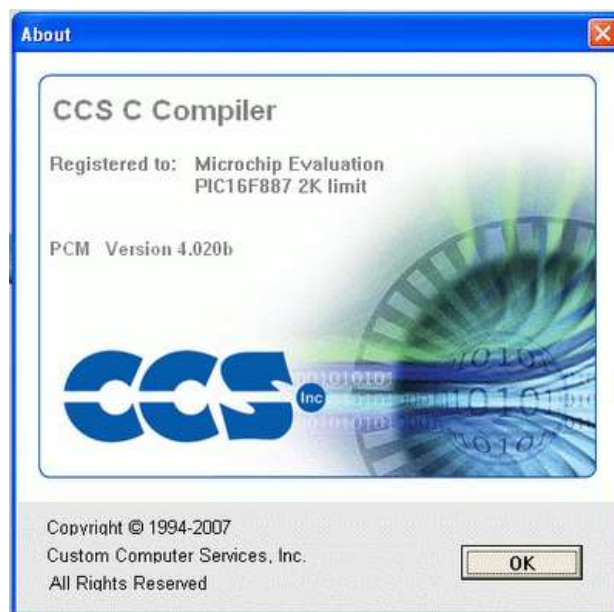 About
CCS C Compiler
Registered to: Microchip Evaluation
PIC16F887 2K limit
PCM Version 4.020b
CCS Inc
Copyright © 1994-2007
Custom Computer Services, Inc.
All Rights Reserved
OK